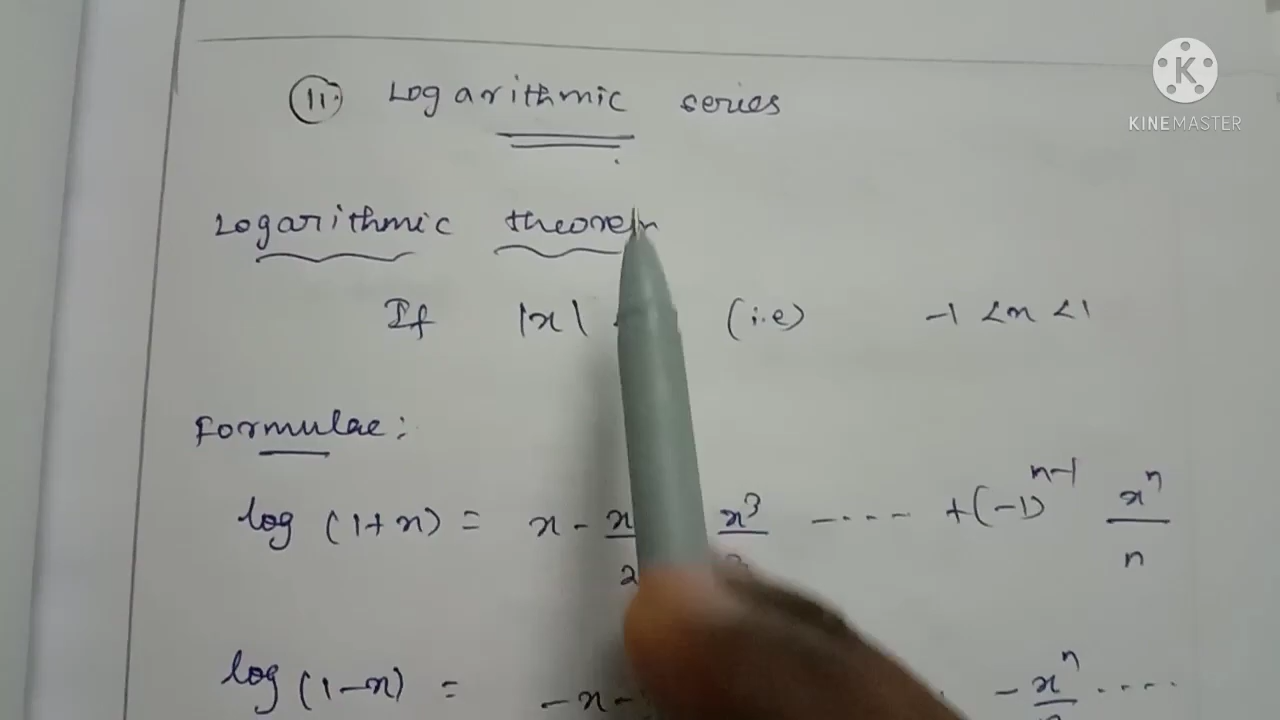 K
KINEMASTER
11. Logarithmic series
Logarithmic theorem
If |x| (i.e) -1 < x < 1
Formulae:
log (1+x) = x - x x³ ----- +(-1)ⁿ⁻¹ xⁿ
2 n
log (1-x) = -x - - xⁿ ....